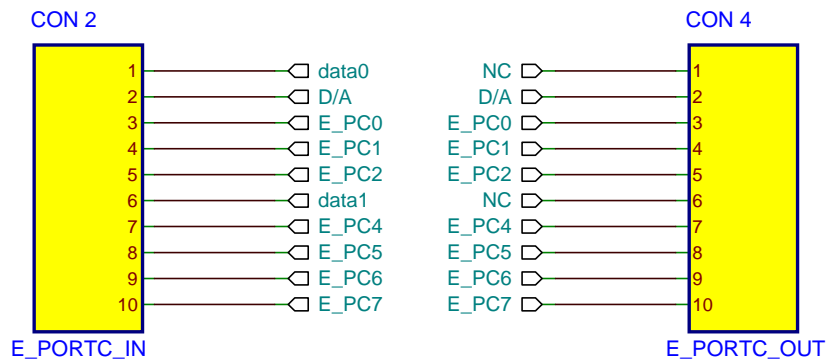 CON 2
CON 4
1 data0 NC 1
2 D/A D/A 2
3 E_PC0 E_PC0 3
4 E_PC1 E_PC1 4
5 E_PC2 E_PC2 5
6 data1 NC 6
7 E_PC4 E_PC4 7
8 E_PC5 E_PC5 8
9 E_PC6 E_PC6 9
10 E_PC7 E_PC7 10
E_PORTC_IN
E_PORTC_OUT